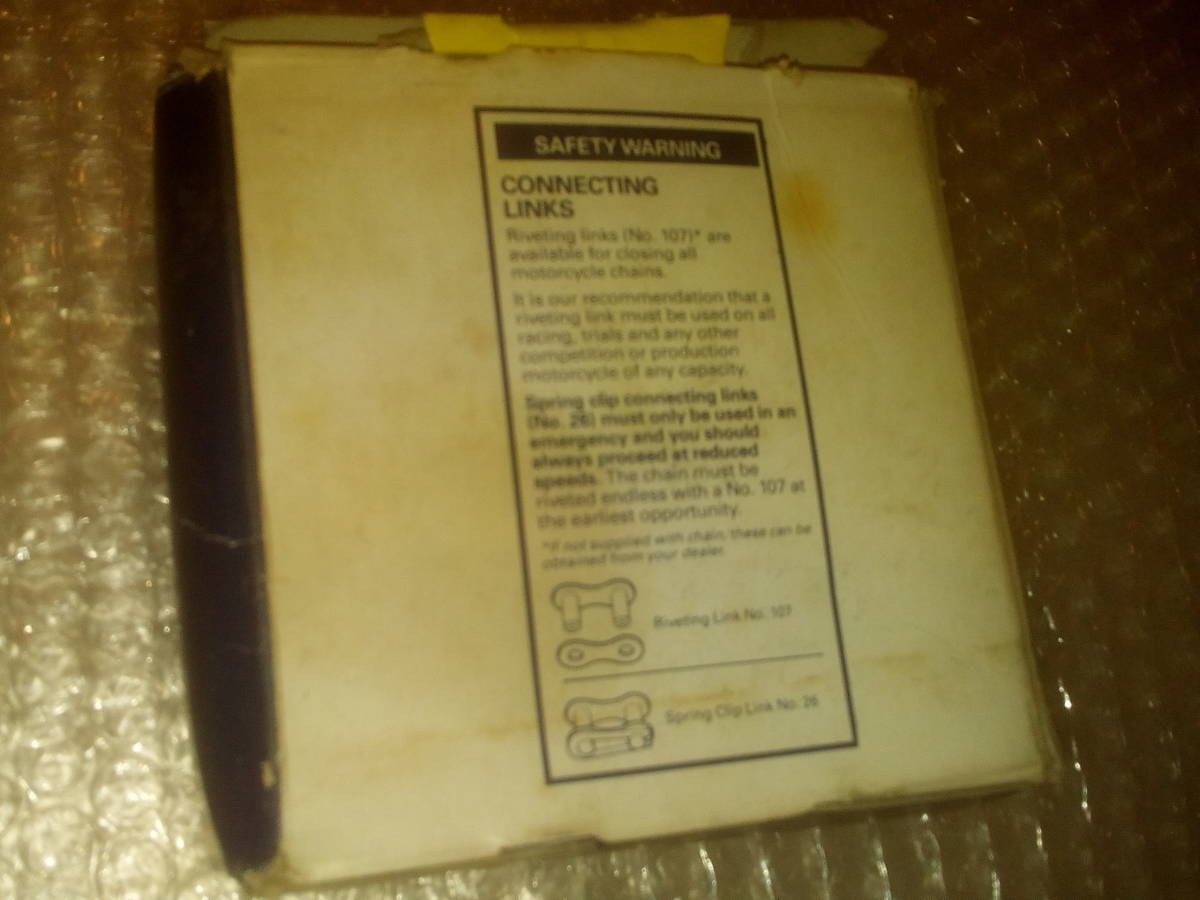 SAFETY WARNING
CONNECTING
LINKS
Riveting links (No. 107)* are
available for closing all
motorcycle chains.
It is our recommendation that a
riveting link must be used on all
racing, trials and any other
competition or production
motorcycle of any capacity.
Spring clip connecting links
(No. 26) must only be used in an
emergency and you should
always proceed at reduced
speeds. The chain must be
riveted endless with a No. 107 at
the earliest opportunity.
*If not supplied with chain, these can be
obtained from your dealer.
Riveting Link No. 107
Spring Clip Link No. 26